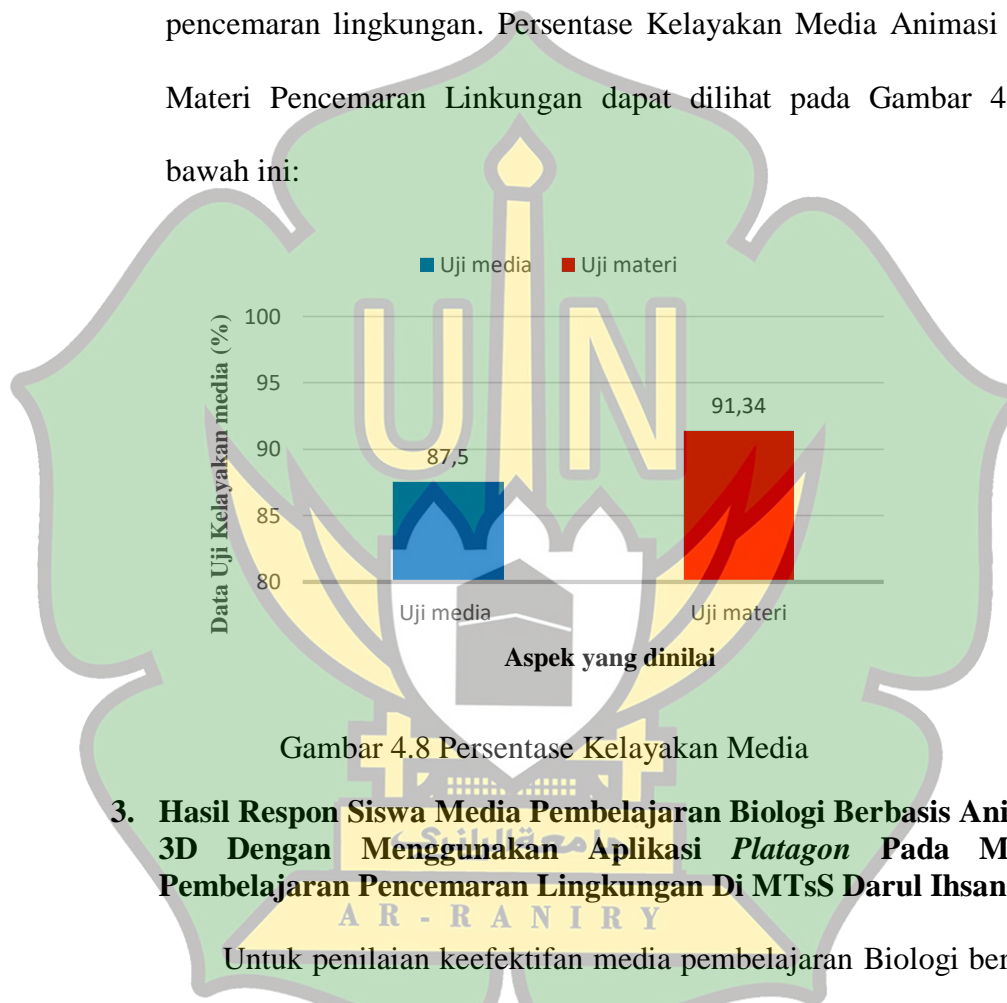 pencemaran lingkungan. Persentase Kelayakan Media Animasi
Materi Pencemaran Linkungan dapat dilihat pada Gambar 4
bawah ini:
Uji media Uji materi
Data Uji Kelayakan media (%)
100
95
90
85
80
87,5
91,34
Uji media Uji materi
Aspek yang dinilai
UIN
Gambar 4.8 Persentase Kelayakan Media
3. Hasil Respon Siswa Media Pembelajaran Biologi Berbasis Ani
3D Dengan Menggunakan Aplikasi Platagon Pada M
Pembelajaran Pencemaran Lingkungan Di MTsS Darul Ihsan
جامعة الرانري
AR-RANIRY
Untuk penilaian keefektifan media pembelajaran Biologi ber